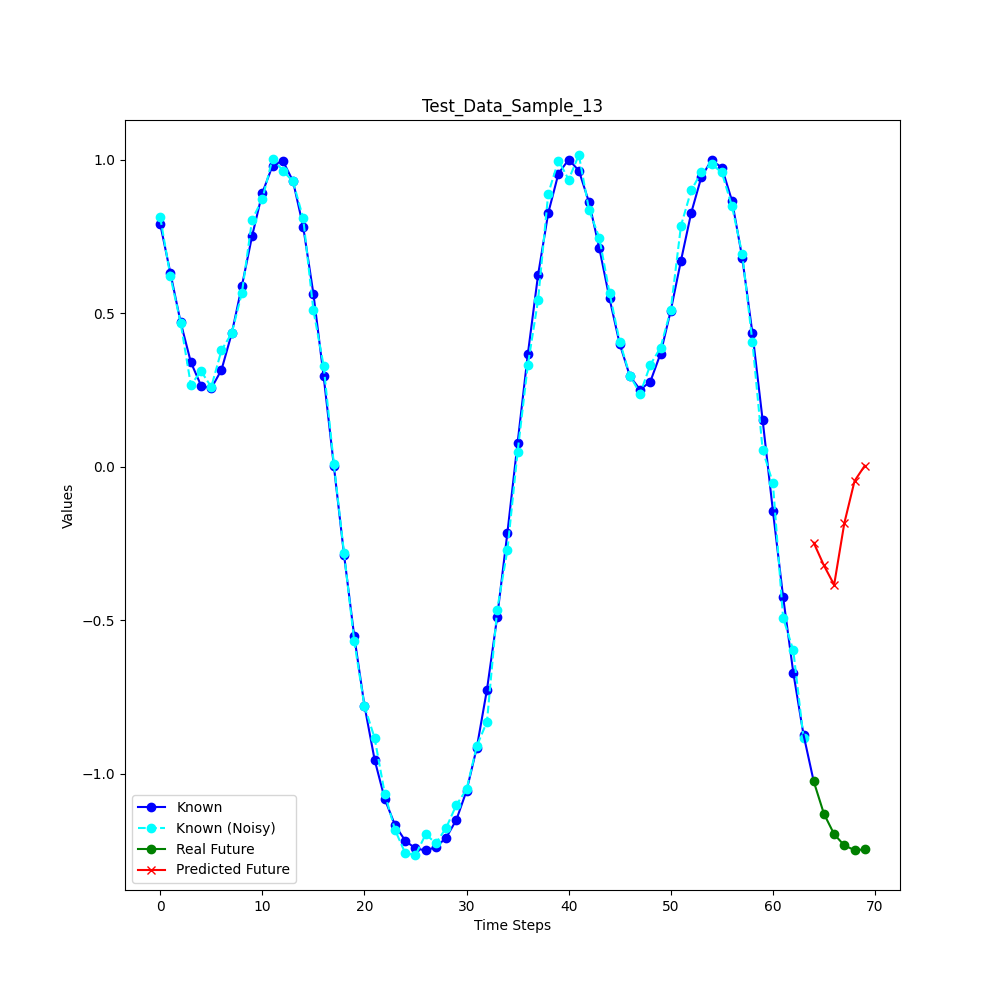 Test_Data_Sample_13
1.0
0.5
0.0
−0.5
−1.0
Values
Known
Known (Noisy)
Real Future
Predicted Future
0 10 20 30 40 50 60 70
Time Steps